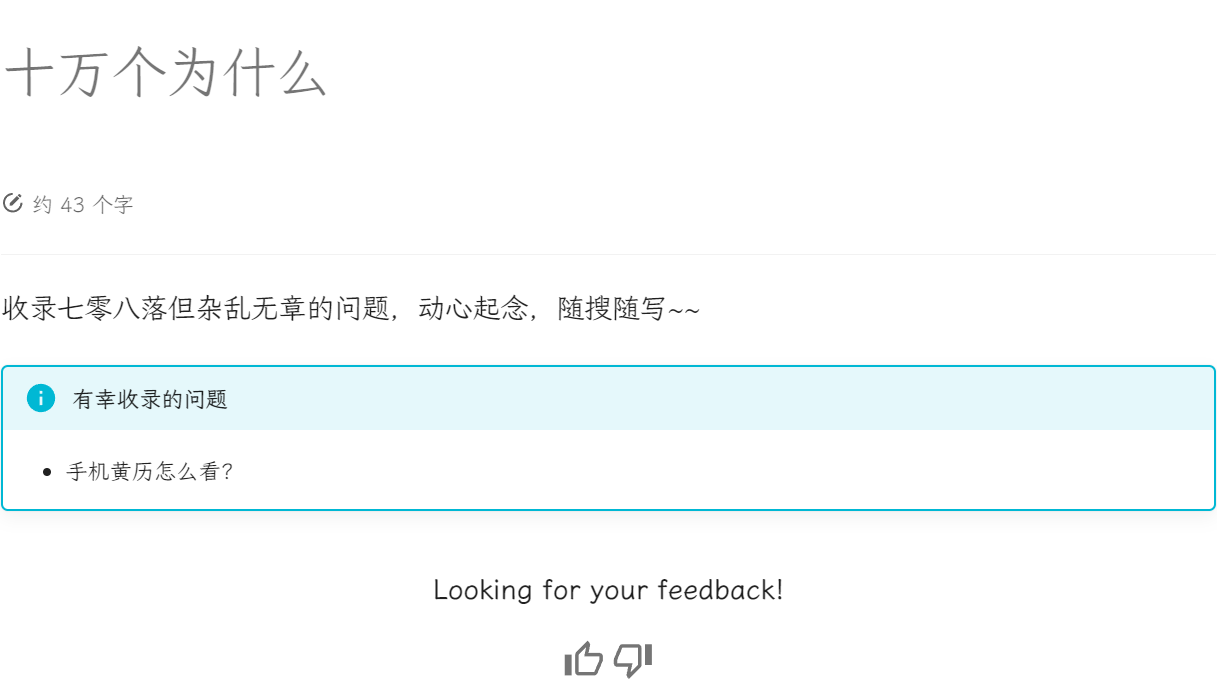 十万个为什么
约 43 个字
收录七零八落但杂乱无章的问题，动心起念，随搜随写~~
有幸收录的问题
手机黄历怎么看？
Looking for your feedback!